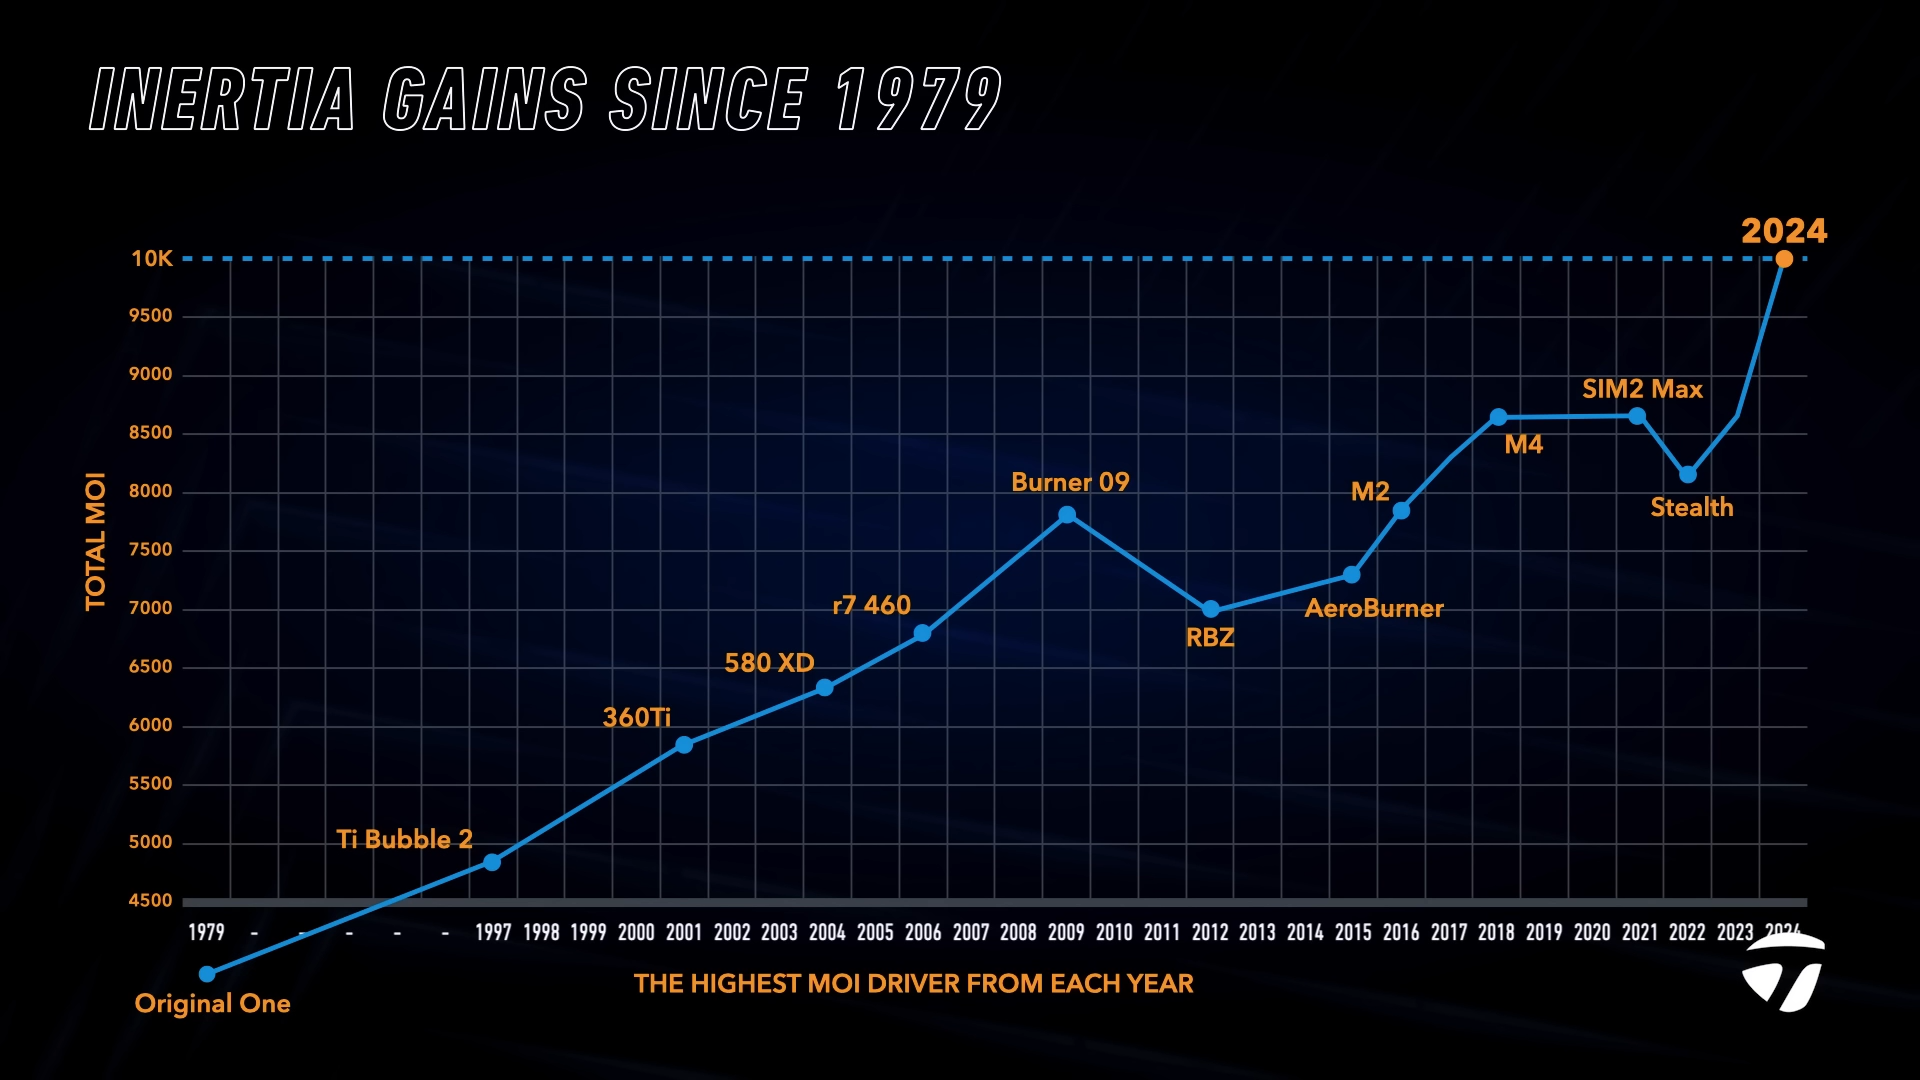 INERTIA GAINS SINCE 1979
2024
10K
9500
9000
SIM2 Max
8500
M4
Burner 09
M2
8000
Stealth
TOTAL MOI
7500
r7 460
7000
AeroBurner
RBZ
580 XD
6500
360Ti
6000
5500
Ti Bubble 2
5000
4500
1979 - - - - - 1997 1998 1999 2000 2001 2002 2003 2004 2005 2006 2007 2008 2009 2010 2011 2012 2013 2014 2015 2016 2017 2018 2019 2020 2021 2022 2023 2024
THE HIGHEST MOI DRIVER FROM EACH YEAR
Original One